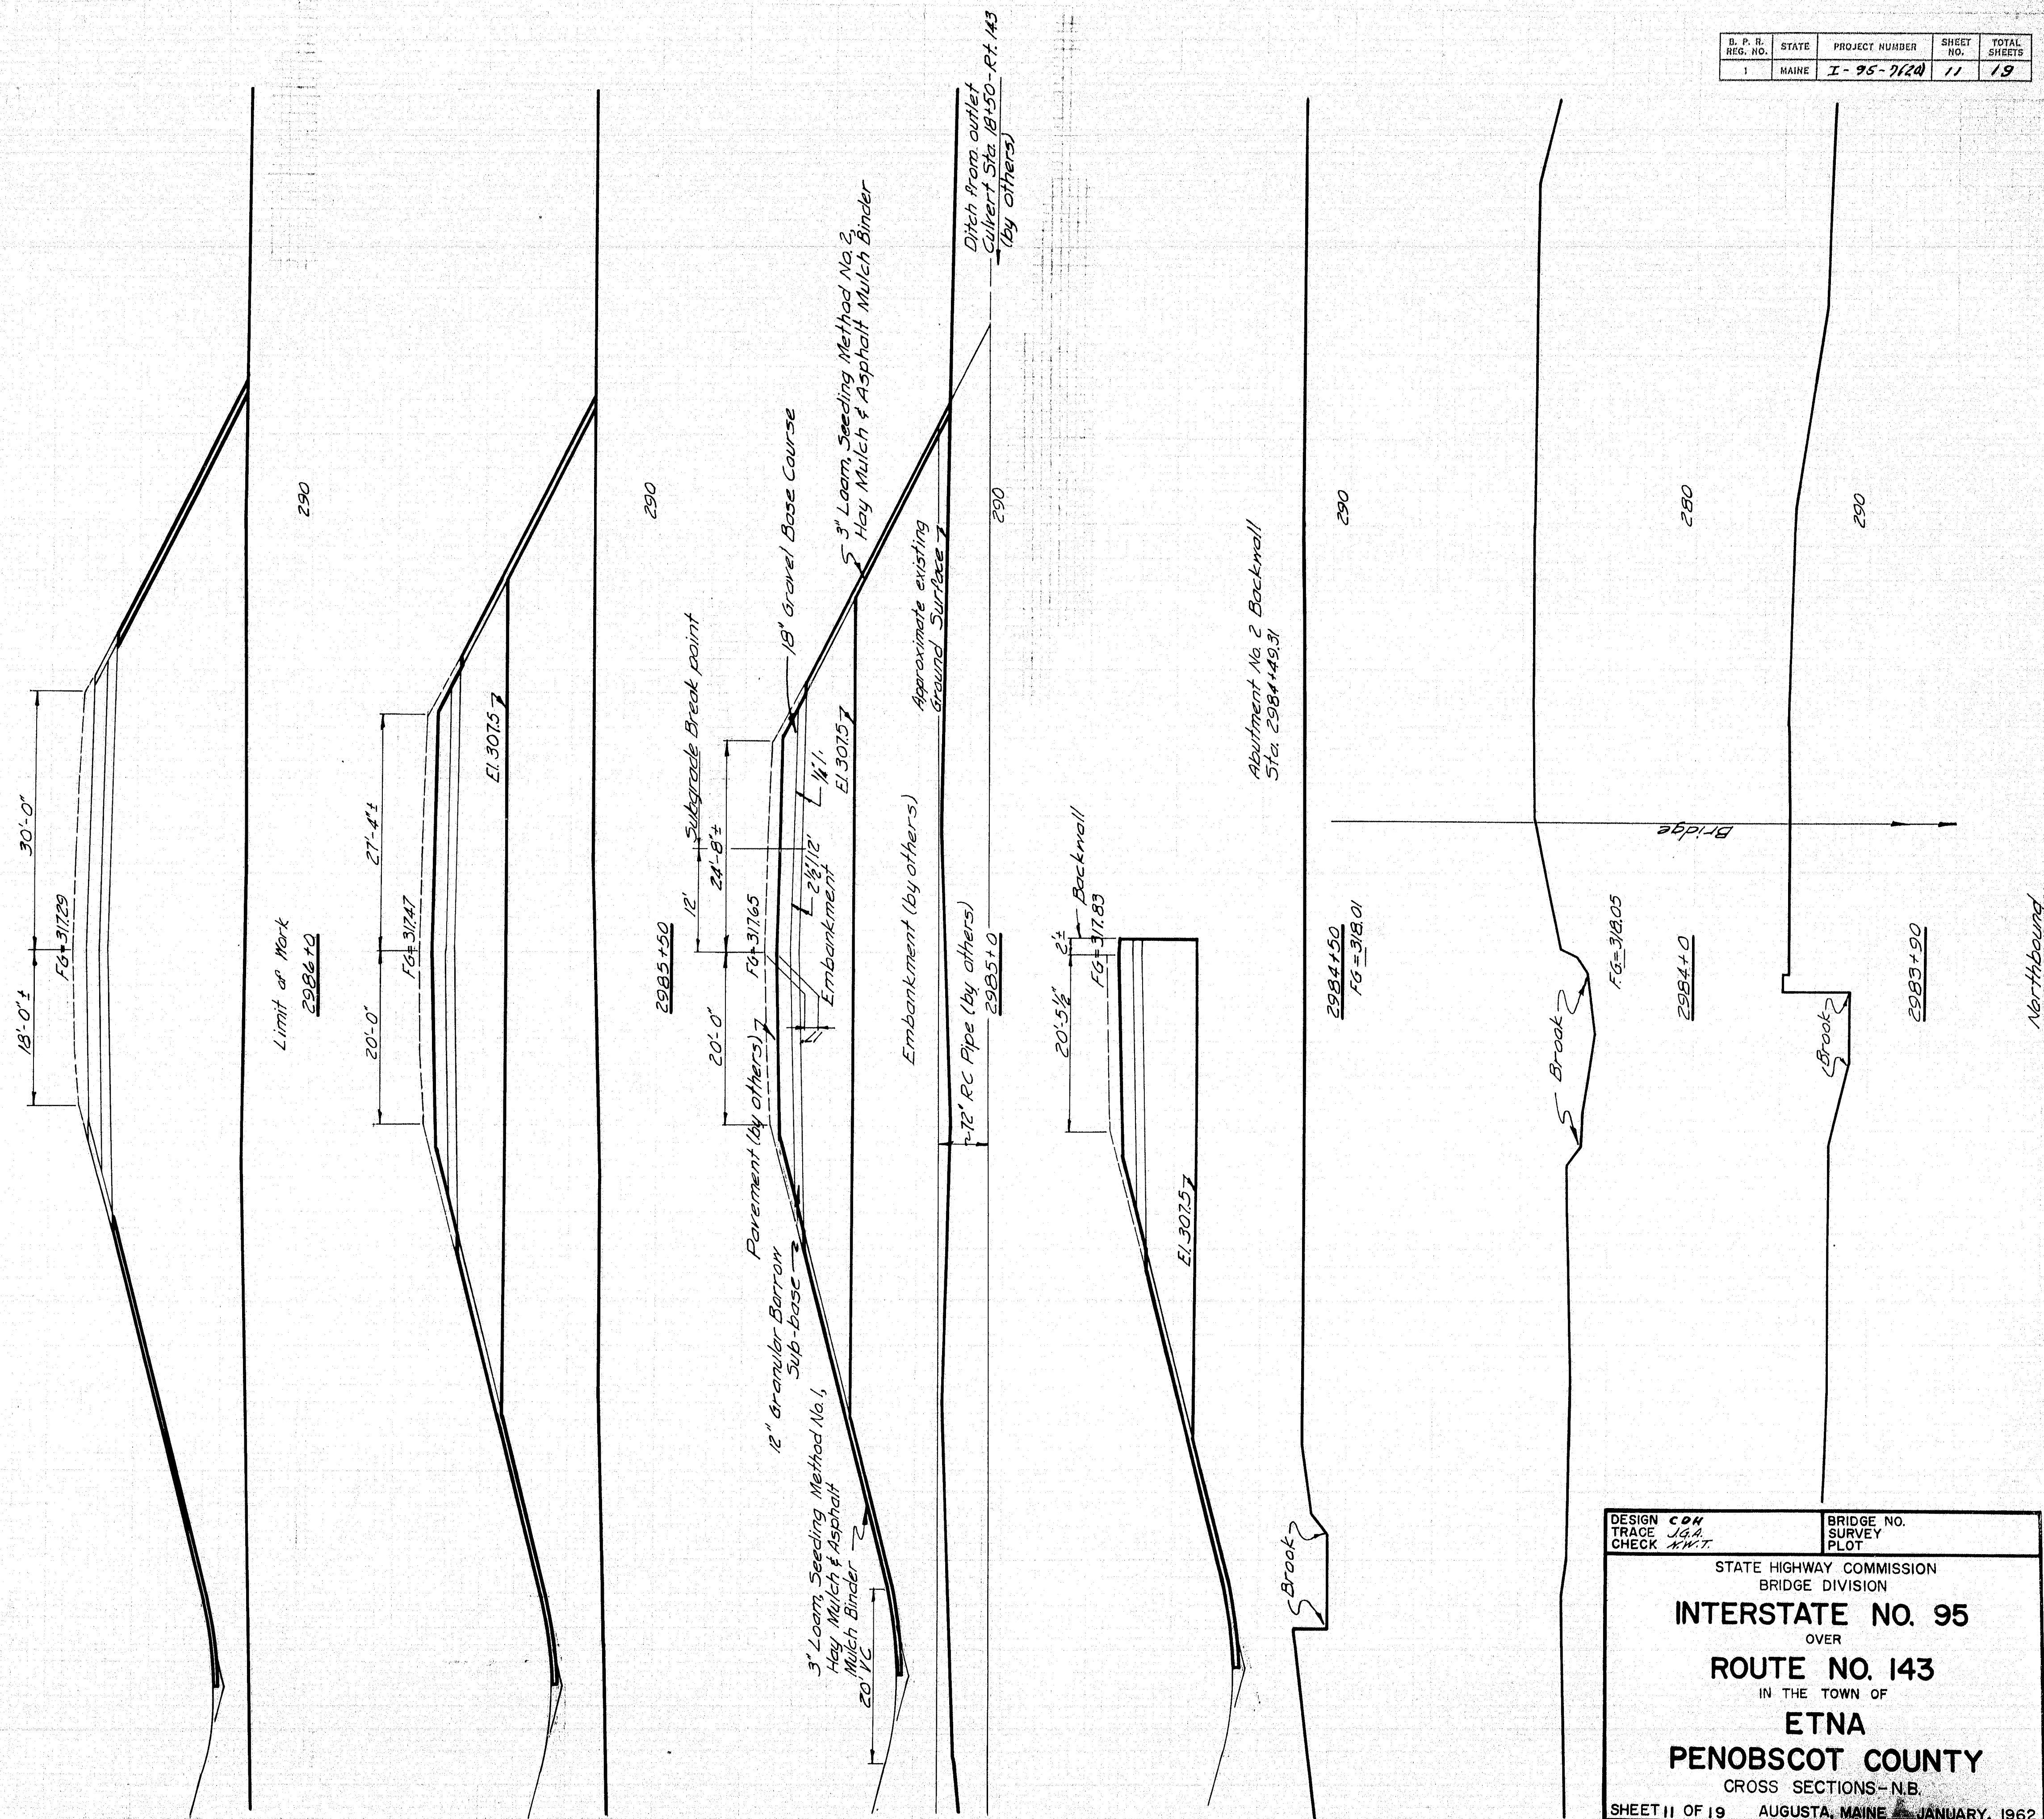 B. P. R. REG. NO. STATE PROJECT NUMBER SHEET NO. TOTAL SHEETS
1 MAINE I-95-7(24) 11 19
30'-0"
18'-0"±
FG=317.29
290
Limit of Work
2986+0
27'-4"±
20'-0"
FG=317.47
El. 307.5
290
2985+50
Subgrade Break point
12'
24'-8"±
20'-0"
FG=317.65
Pavement (by others)
18" Gravel Base Course
3" Loam, Seeding Method No. 2,
Hay Mulch & Asphalt Mulch Binder
2½"/12'
Embankment
El. 307.5
12" Granular Borrow
Sub-base
3" Loam, Seeding Method No. 1,
Hay Mulch & Asphalt
Mulch Binder
20' VC
Approximate existing
Ground Surface
Embankment (by others)
72" RC Pipe (by others)
Ditch from outlet
Culvert Sta. 18+50-Rt. 143
(by others)
290
2985+0
Backwall
2'±
20'-5½"
FG=317.83
El. 307.5
Abutment No. 2 Backwall
Sta. 2984+49.31
290
2984+50
FG=318.01
Brook
Bridge
Brook
F.G.=318.05
280
2984+0
Brook
290
2983+90
Northbound
DESIGN CDH
TRACE J.G.A.
CHECK
BRIDGE NO.
SURVEY
PLOT
STATE HIGHWAY COMMISSION
BRIDGE DIVISION
INTERSTATE NO. 95
OVER
ROUTE NO. 143
IN THE TOWN OF
ETNA
PENOBSCOT COUNTY
CROSS SECTIONS-N.B.
SHEET 11 OF 19 AUGUSTA, MAINE JANUARY, 1962